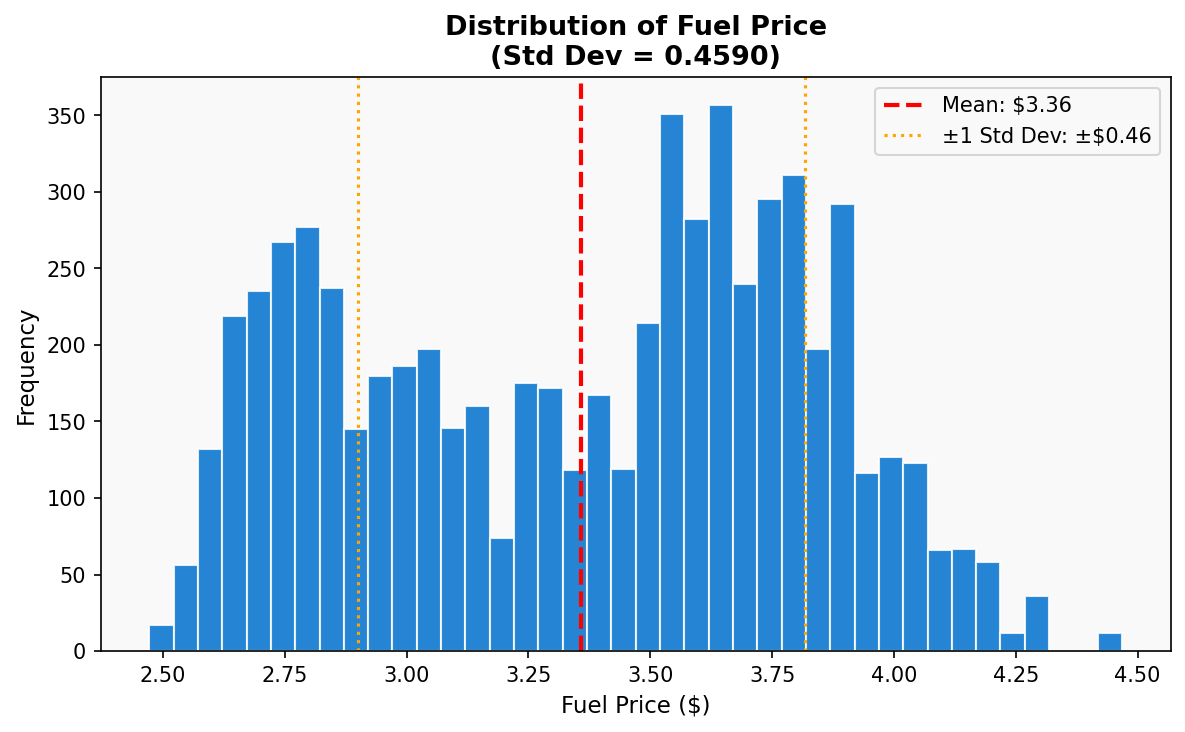 Distribution of Fuel Price
(Std Dev = 0.4590)
Mean: $3.36
±1 Std Dev: ±$0.46
Frequency
350
300
250
200
150
100
50
0
2.50 2.75 3.00 3.25 3.50 3.75 4.00 4.25 4.50
Fuel Price ($)